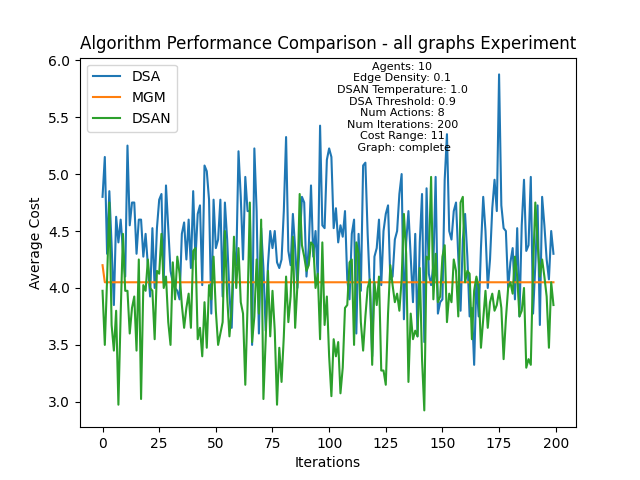 Algorithm Performance Comparison - all graphs Experiment
DSA
MGM
DSAN
Agents: 10
Edge Density: 0.1
DSAN Temperature: 1.0
DSA Threshold: 0.9
Num Actions: 8
Num Iterations: 200
Cost Range: 11
Graph: complete
Average Cost
6.0
5.5
5.0
4.5
4.0
3.5
3.0
0 25 50 75 100 125 150 175 200
Iterations